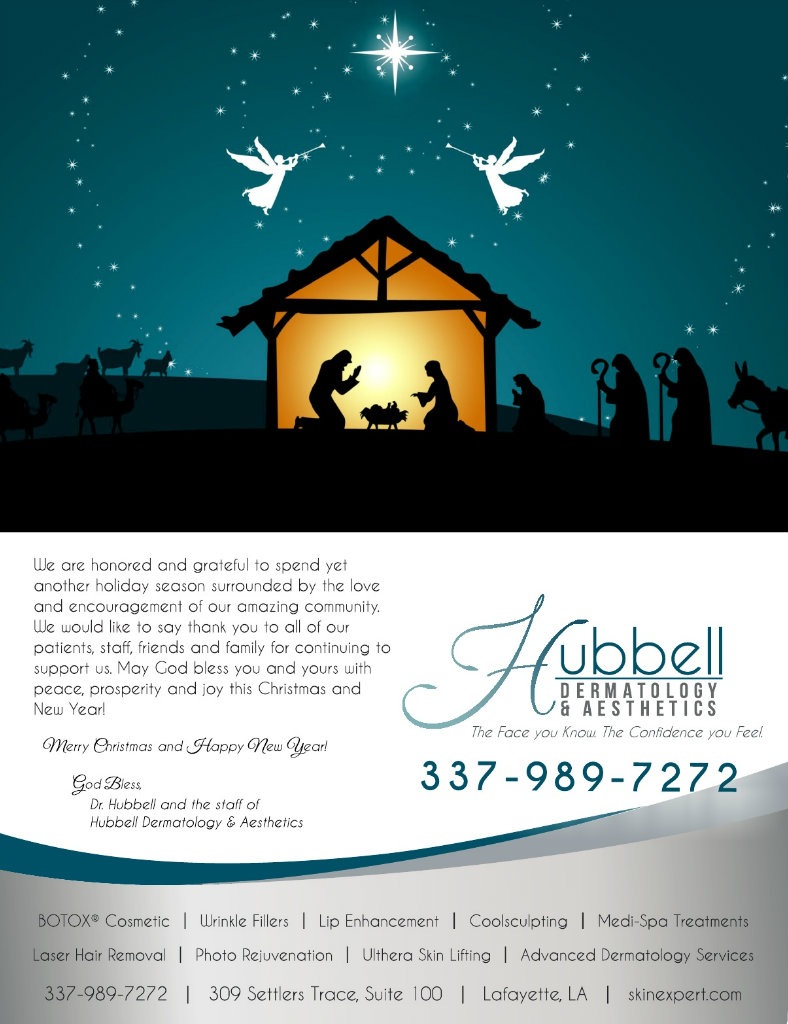 We are honored and grateful to spend yet
another holiday season surrounded by the love
and encouragement of our amazing community.
We would like to say thank you to all of our
patients, staff, friends and family for continuing to
support us. May God bless you and yours with
peace, prosperity and joy this Christmas and
New Year!
Merry Christmas and Happy New Year!
God Bless,
Dr. Hubbell and the staff of
Hubbell Dermatology & Aesthetics
Hubbell
DERMATOLOGY
& AESTHETICS
The Face you Know. The Confidence you Feel.
337-989-7272
BOTOX® Cosmetic | Wrinkle Fillers | Lip Enhancement | Coolsculpting | Medi-Spa Treatments
Laser Hair Removal | Photo Rejuvenation | Ulthera Skin Lifting | Advanced Dermatology Services
337-989-7272 | 309 Settlers Trace, Suite 100 | Lafayette, LA | skinexpert.com